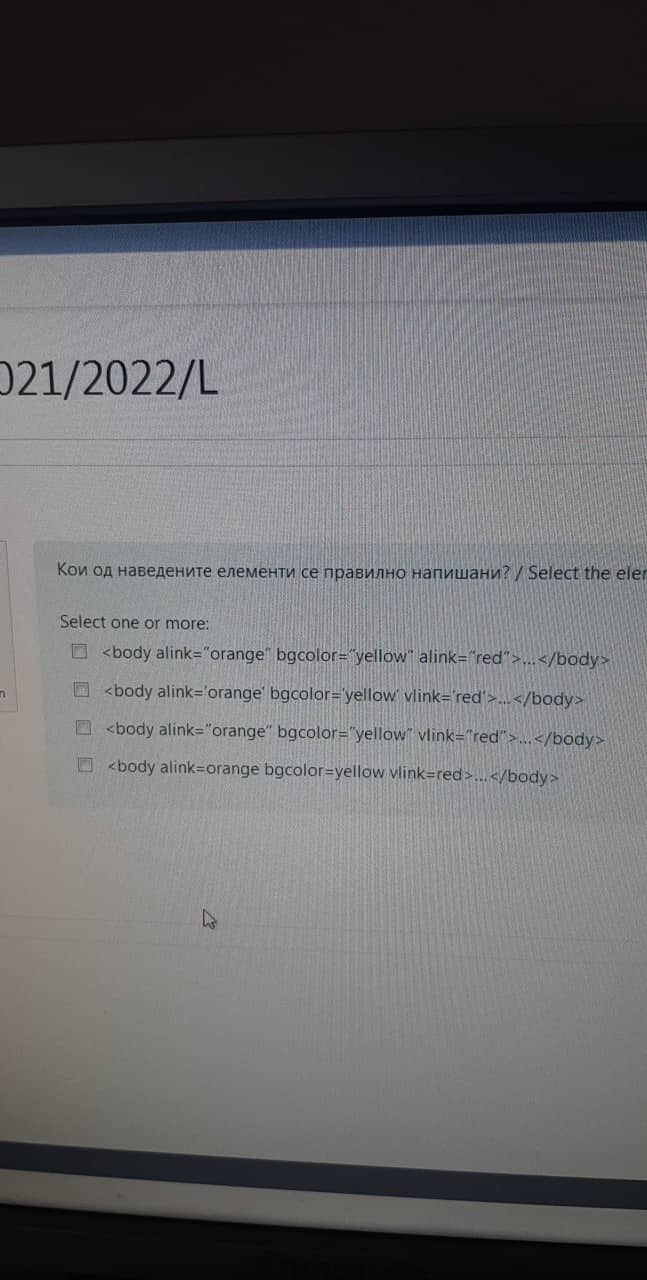 021/2022/L
Кои од наведените елементи се правилно напишани? / Select the eler
Select one or more:
<body alink="orange" bgcolor="yellow" alink="red">...</body>
<body alink='orange' bgcolor='yellow' vlink='red'>...</body>
n
<body alink="orange" bgcolor="yellow" vlink="red">...</body>
<body alink=orange bgcolor=yellow vlink=red>...</body>